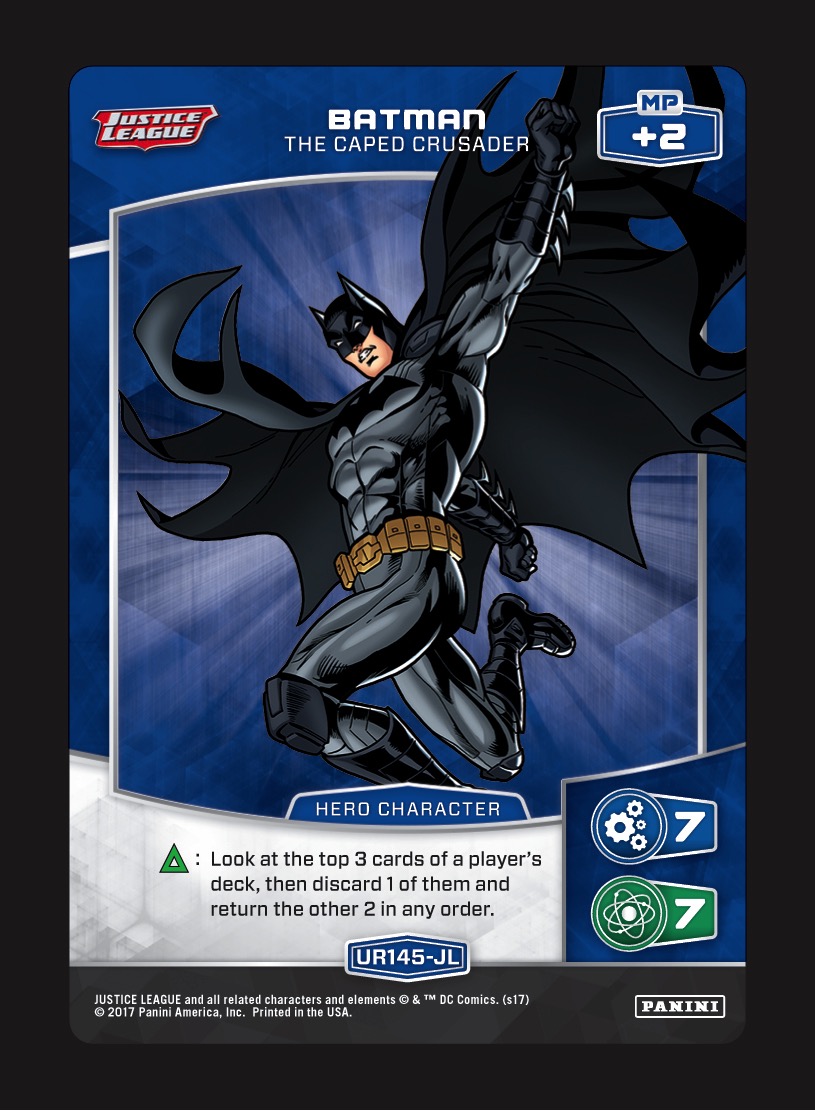 JUSTICE
LEAGUE
BATMAN
THE CAPED CRUSADER
MP
+2
HERO CHARACTER
: Look at the top 3 cards of a player's
deck, then discard 1 of them and
return the other 2 in any order.
7
7
UR145-JL
JUSTICE LEAGUE and all related characters and elements © & ™ DC Comics. (s17)
© 2017 Panini America, Inc. Printed in the USA.
PANINI